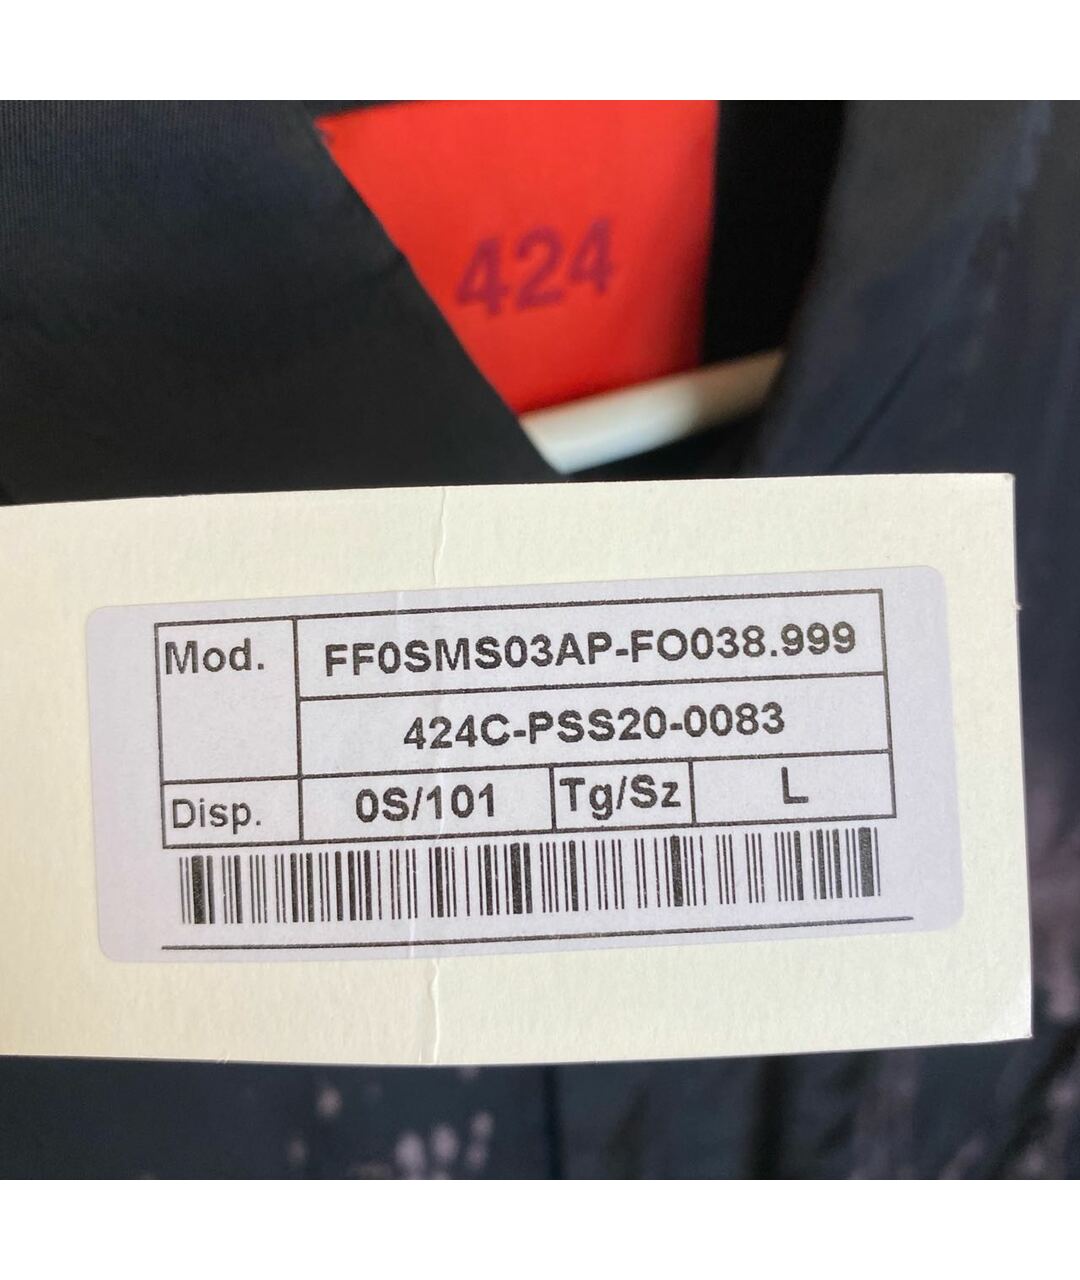 424
Mod. FF0SMS03AP-FO038.999
424C-PSS20-0083
Disp. 0S/101 Tg/Sz L